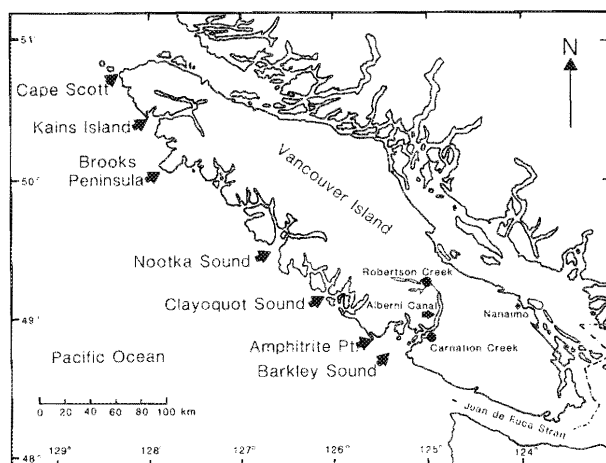 51°
N
Cape Scott
Kains Island
Vancouver Island
Brooks
Peninsula
50°
Nootka Sound
Robertson Creek
Clayoquot Sound
Alberni Canal
Nanaimo
49°
Amphitrite Pt.
Carnation Creek
Pacific Ocean
Barkley Sound
0 20 40 60 80 100
km
Juan de Fuca Strait
48°
129°
128
127
126
125
124